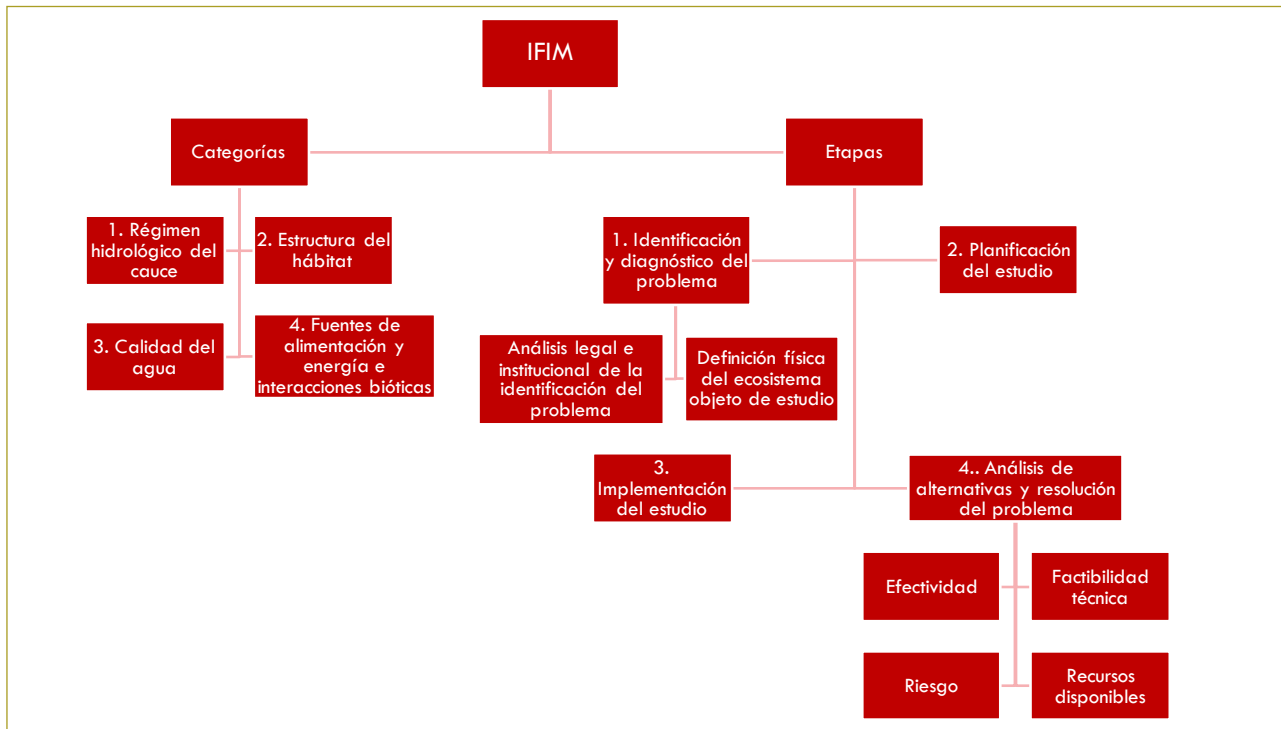 IFIM
Categorías
Etapas
1. Régimen
hidrológico del
cauce
2. Estructura del
hábitat
3. Calidad del
agua
4. Fuentes de
alimentación y
energía e
interacciones bióticas
1. Identificación
y diagnóstico del
problema
2. Planificación
del estudio
Análisis legal e
institucional de la
identificación del
problema
Definición física
del ecosistema
objeto de estudio
3.
Implementación
del estudio
4.. Análisis de
alternativas y resolución
del problema
Efectividad
Factibilidad
técnica
Riesgo
Recursos
disponibles